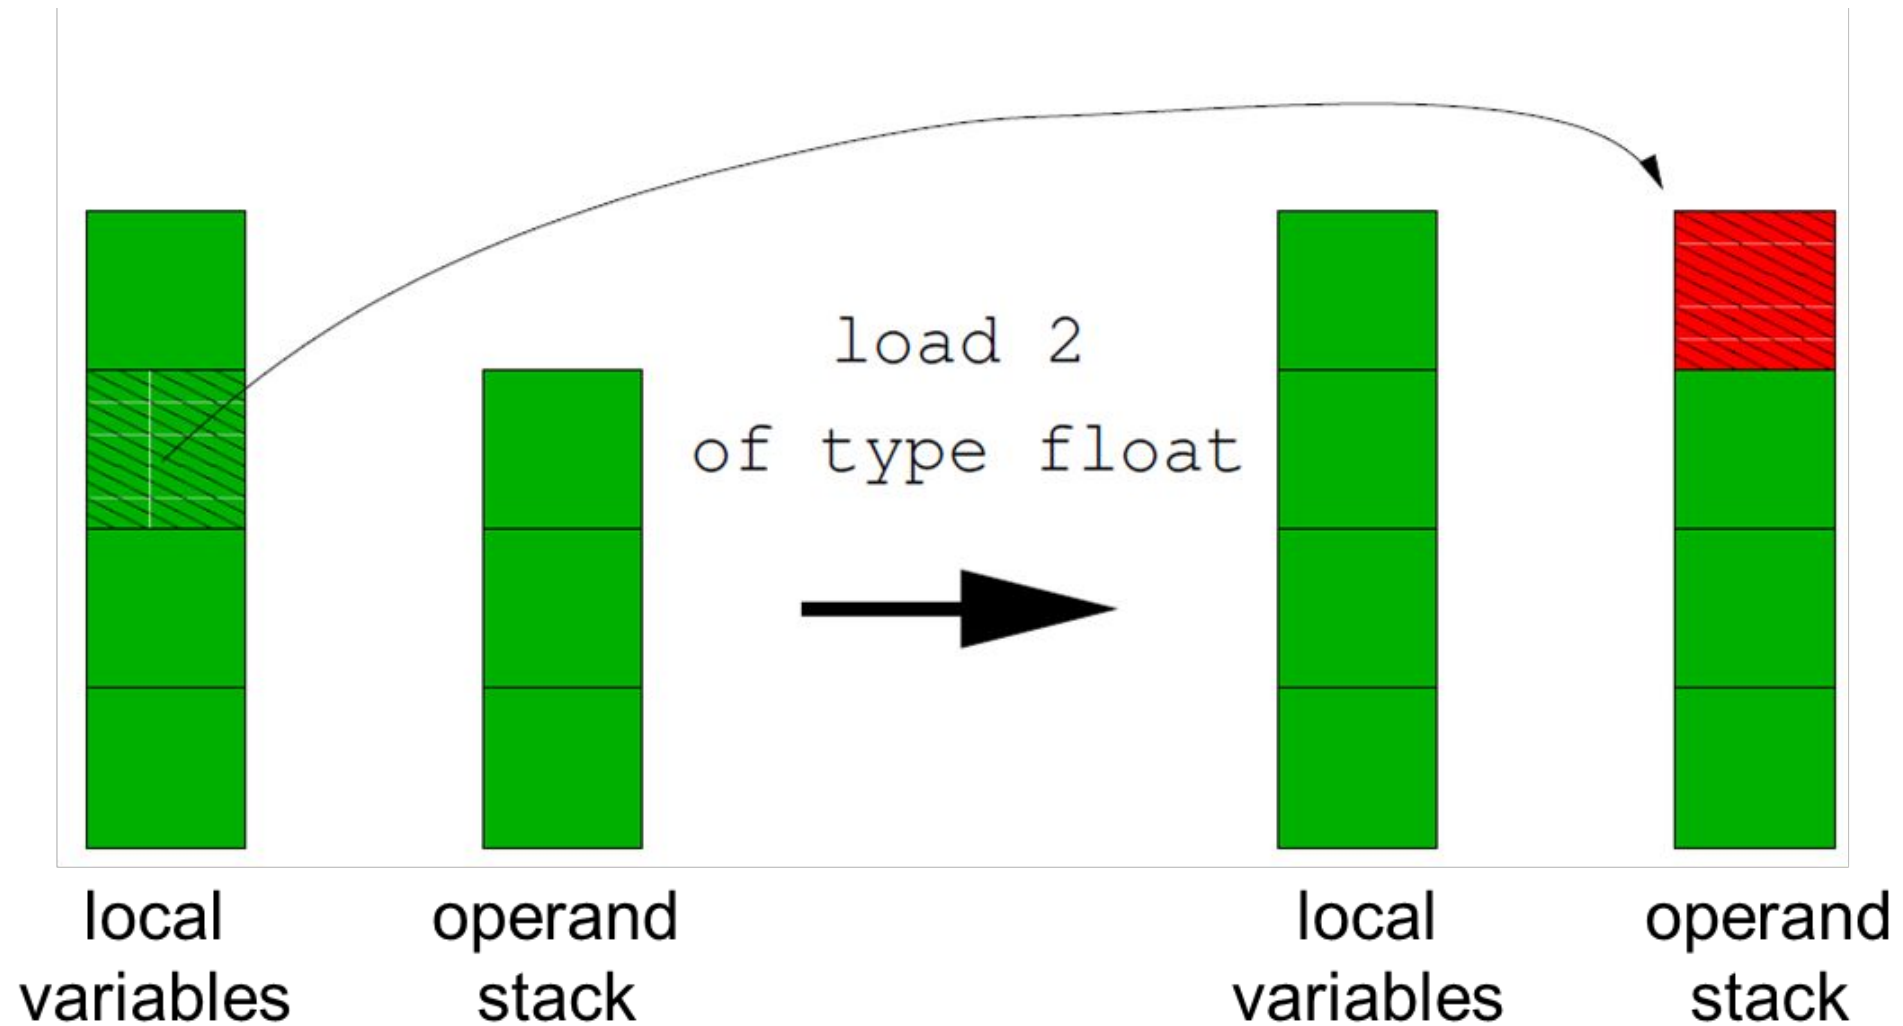 load 2
of type float
local
variables
operand
stack
local
variables
operand
stack